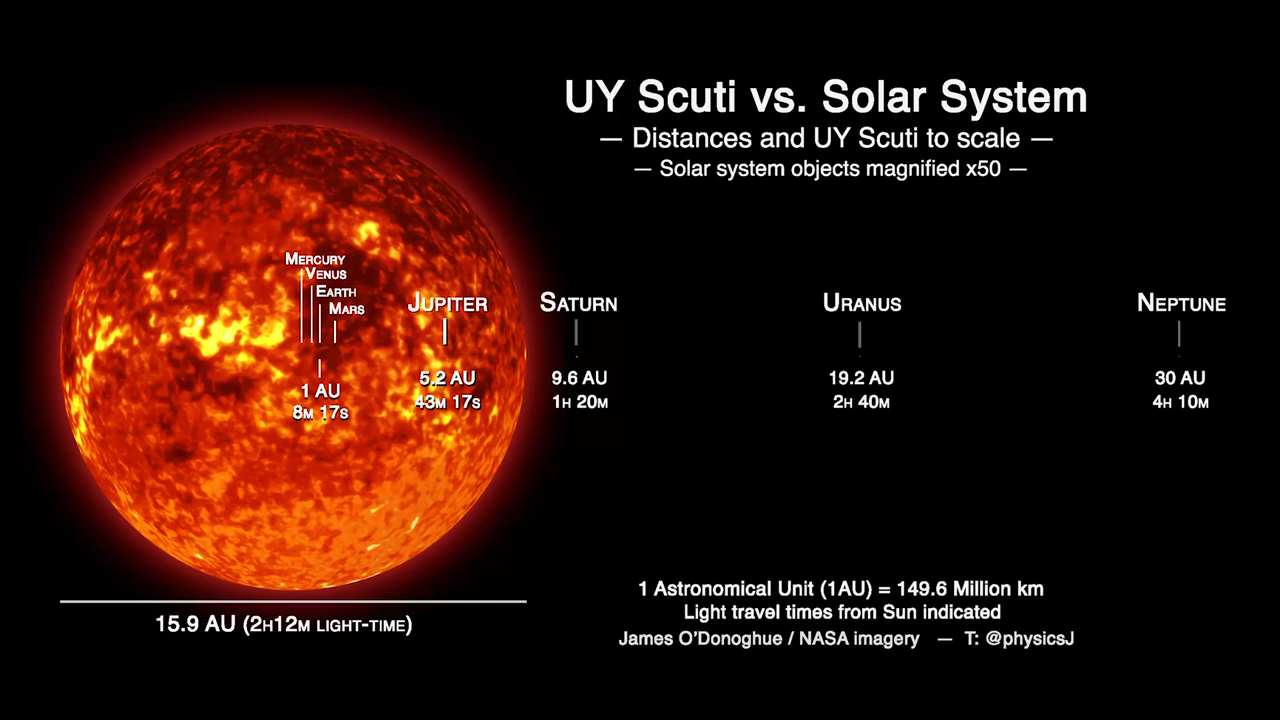 UY Scuti vs. Solar System
— Distances and UY Scuti to scale —
— Solar system objects magnified x50 —
Mercury
Venus
Earth
Mars
Jupiter
Saturn
Uranus
Neptune
1 AU
8m 17s
5.2 AU
43m 17s
9.6 AU
1h 20m
19.2 AU
2h 40m
30 AU
4h 10m
15.9 AU (2h12m light-time)
1 Astronomical Unit (1AU) = 149.6 Million km
Light travel times from Sun indicated
James O'Donoghue / NASA imagery — T: @physicsJ